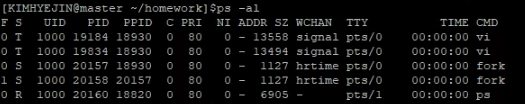 [KIMHYEJIN@master ~/homework]$ps -al
F S UID PID PPID C PRI NI ADDR SZ WCHAN TTY TIME CMD
0 T 1000 19184 18930 0 80 0 - 13558 signal pts/0 00:00:00 vi
0 T 1000 19834 18930 0 80 0 - 13494 signal pts/0 00:00:00 vi
0 S 1000 20157 18930 0 80 0 - 1127 hrtime pts/0 00:00:00 fork
1 S 1000 20158 20157 0 80 0 - 1127 hrtime pts/0 00:00:00 fork
0 R 1000 20160 18820 0 80 0 - 6905 - pts/1 00:00:00 ps